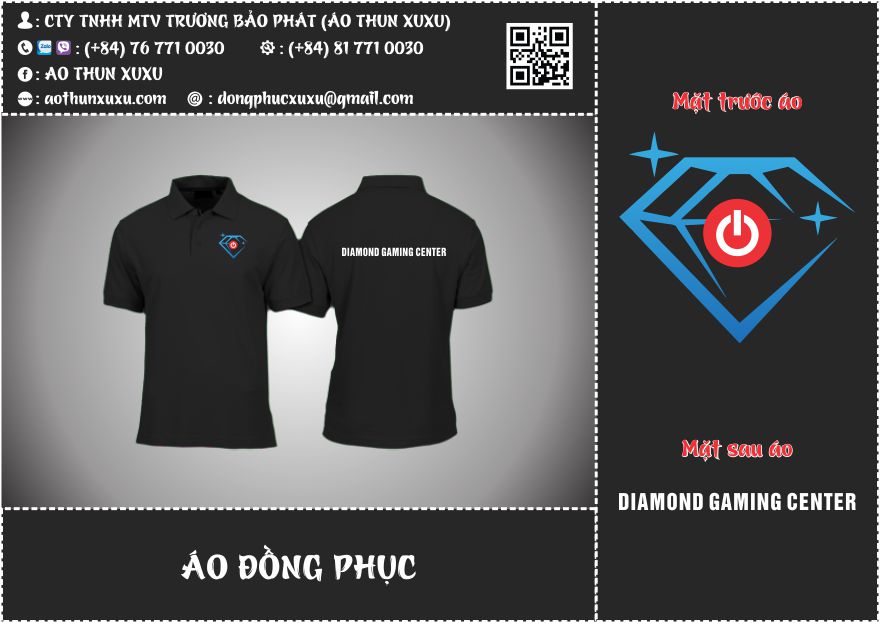 : CTY TNHH MTV TRƯƠNG BẢO PHÁT (ÁO THUN XUXU)
Zalo : (+84) 76 771 0030 : (+84) 81 771 0030
f : AO THUN XUXU
www : aothunxuxu.com @ : dongphucxuxu@gmail.com
Mặt trước áo
DIAMOND GAMING CENTER
Mặt sau áo
DIAMOND GAMING CENTER
ÁO ĐỒNG PHỤC